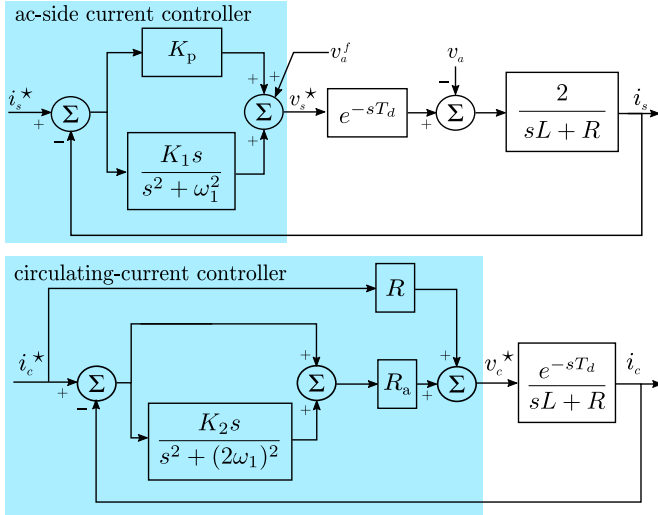 ac-side current controller
K_p
v_a^f
i_s^⋆
+
−
Σ
+ +
+
Σ
v_s^⋆
e^{-sT_d}
+
−
v_a
Σ
2 / (sL + R)
i_s
K_1 s / (s^2 + ω_1^2)
circulating-current controller
R
i_c^⋆
+
−
Σ
+
+
Σ
R_a
+
+
Σ
v_c^⋆
e^{-sT_d} / (sL + R)
i_c
K_2 s / (s^2 + (2ω_1)^2)